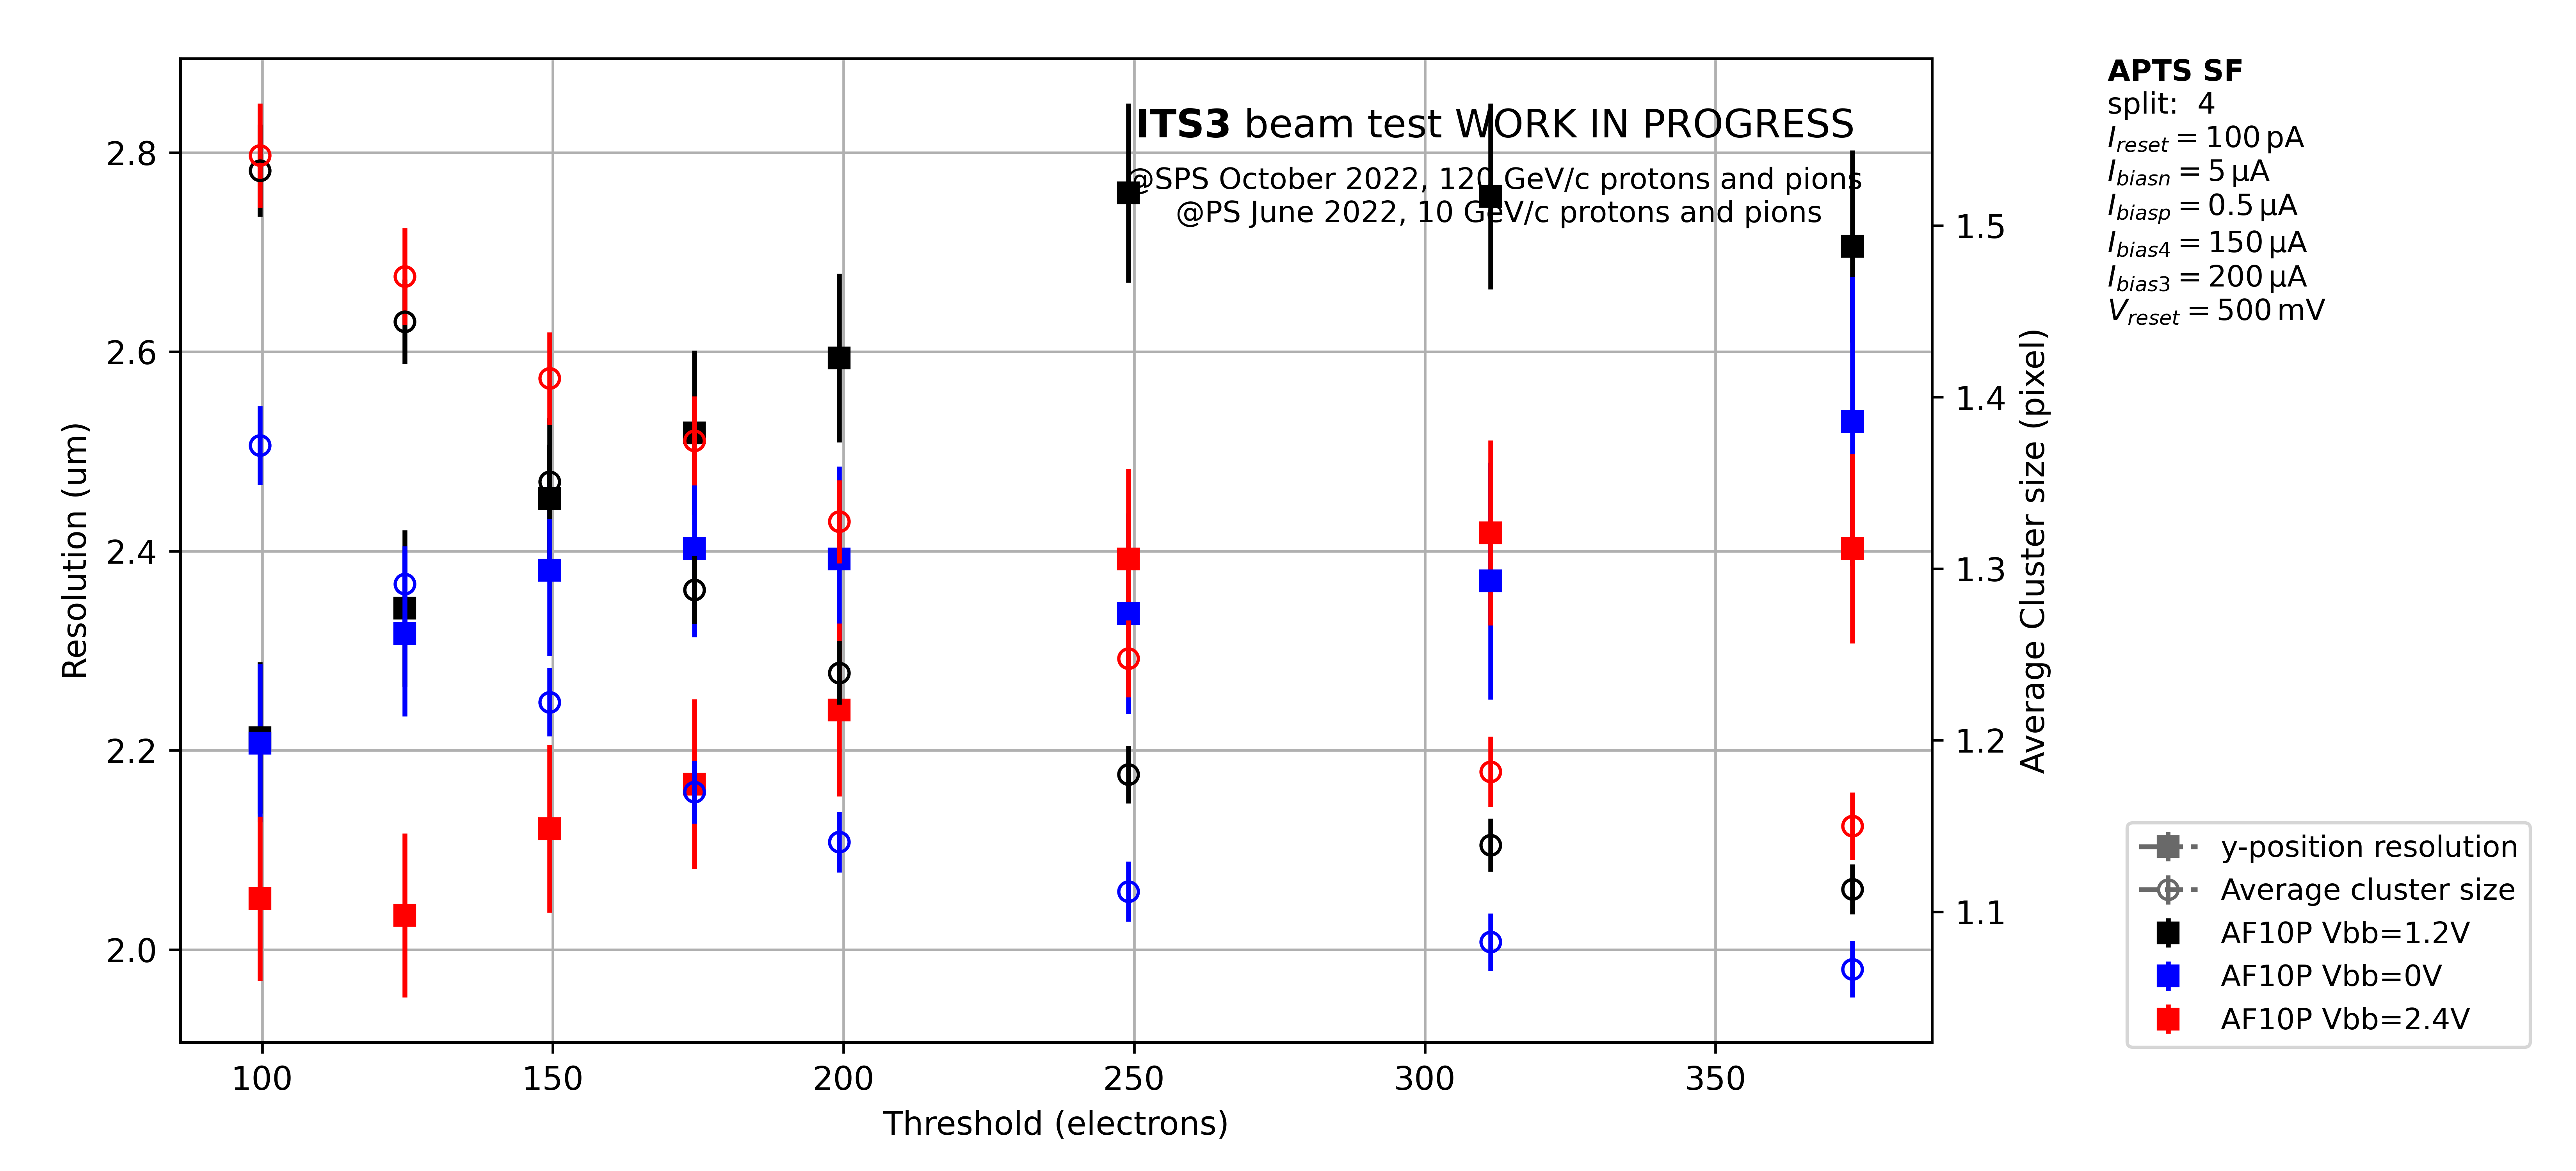 ITS3 beam test WORK IN PROGRESS
@SPS October 2022, 120 GeV/c protons and pions
@PS June 2022, 10 GeV/c protons and pions
2.8
2.6
2.4
2.2
2.0
Resolution (um)
100
150
200
250
300
350
Threshold (electrons)
1.5
1.4
1.3
1.2
1.1
Average Cluster size (pixel)
APTS SF
split: 4
I_reset = 100 pA
I_biasn = 5 µA
I_biasp = 0.5 µA
I_bias4 = 150 µA
I_bias3 = 200 µA
V_reset = 500 mV
y-position resolution
Average cluster size
AF10P Vbb=1.2V
AF10P Vbb=0V
AF10P Vbb=2.4V